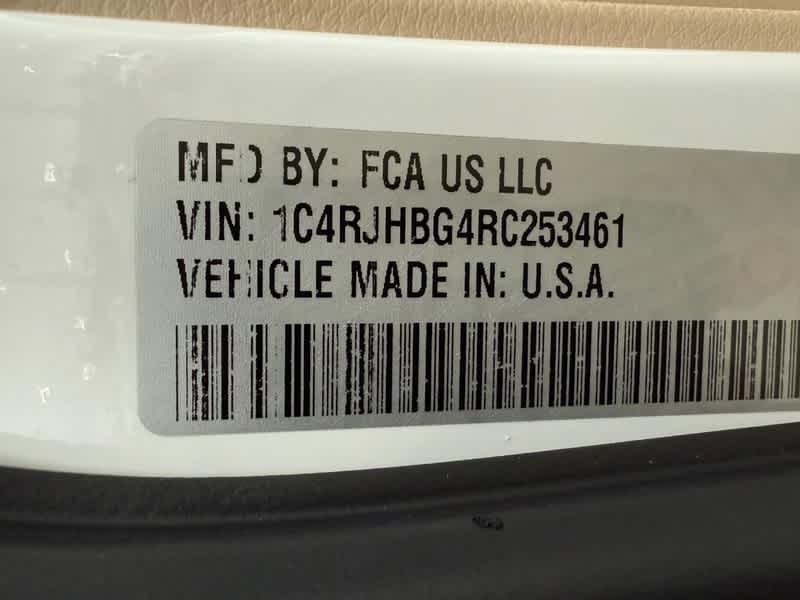 MFD BY: FCA US LLC
VIN: 1C4RJHBG4RC253461
VEHICLE MADE IN: U.S.A.